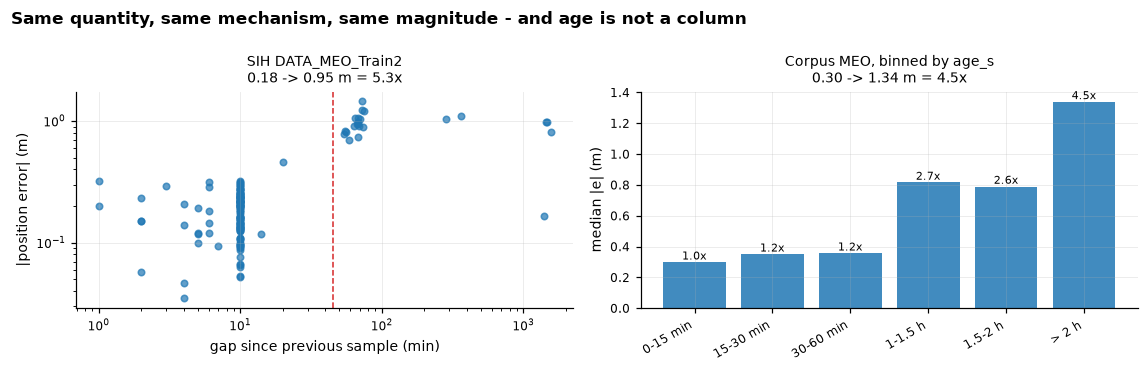 Same quantity, same mechanism, same magnitude - and age is not a column
SIH DATA_MEO_Train2
0.18 -> 0.95 m = 5.3x
|position error| (m)
10⁰
10⁻¹
10⁰
10¹
10²
10³
gap since previous sample (min)
Corpus MEO, binned by age_s
0.30 -> 1.34 m = 4.5x
median |e| (m)
1.4
1.2
1.0
0.8
0.6
0.4
0.2
0.0
1.0x
1.2x
1.2x
2.7x
2.6x
4.5x
0-15 min
15-30 min
30-60 min
1-1.5 h
1.5-2 h
> 2 h